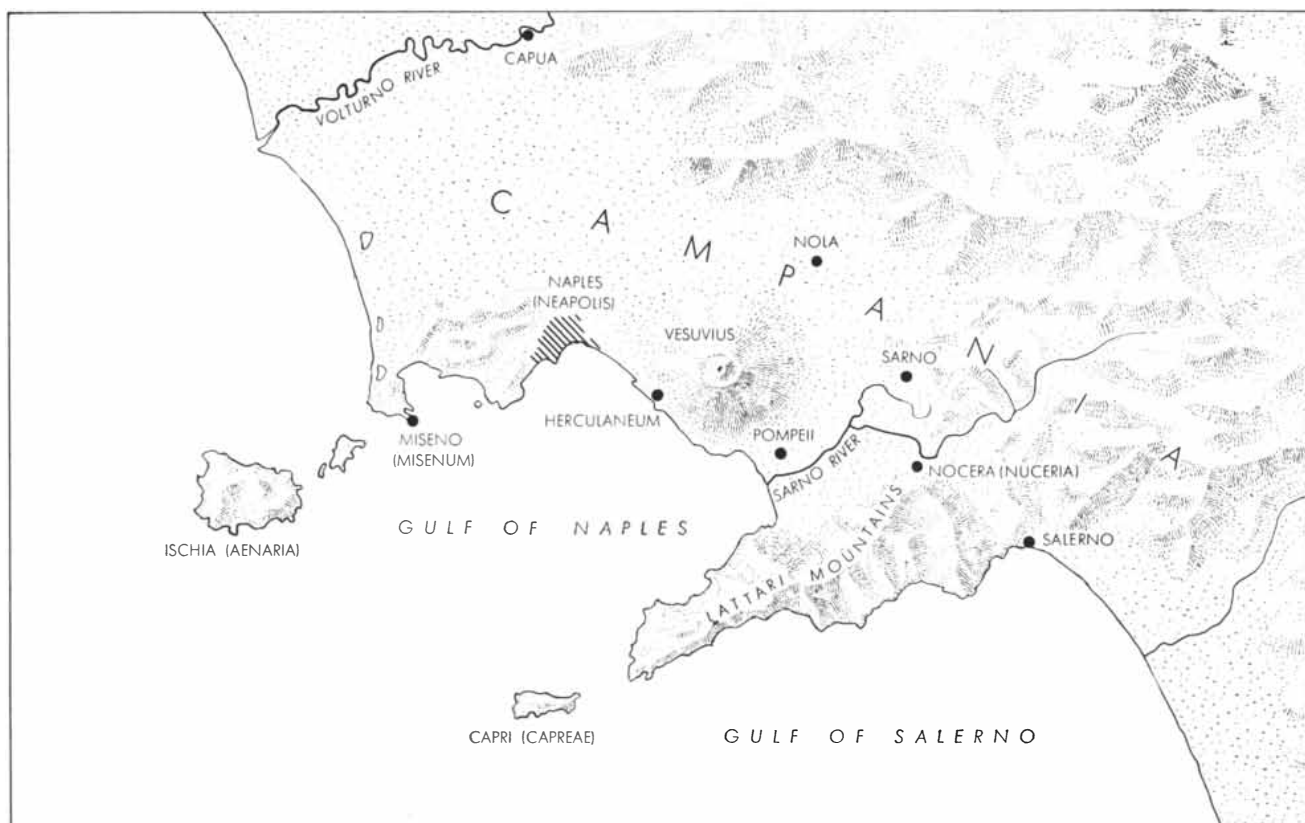 CAPUA
VOLTURNO RIVER
CAMPANIA
NOLA
NAPLES
(NEAPOLIS)
VESUVIUS
SARNO
HERCULANEUM
MISENO
(MISENUM)
POMPEII
SARNO RIVER
NOCERA (NUCERIA)
GULF OF NAPLES
ISCHIA (AENARIA)
SALERNO
LATTARI MOUNTAINS
CAPRI (CAPREAE)
GULF OF SALERNO